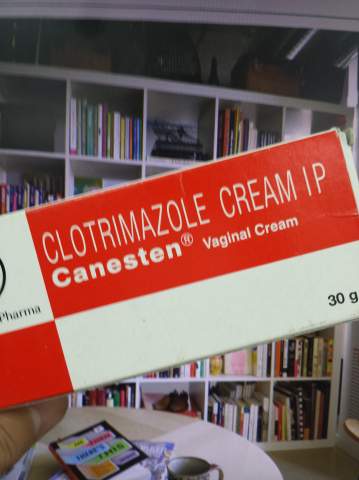 CLOTRIMAZOLE CREAM IP
Canesten® Vaginal Cream
Pharma
30 g